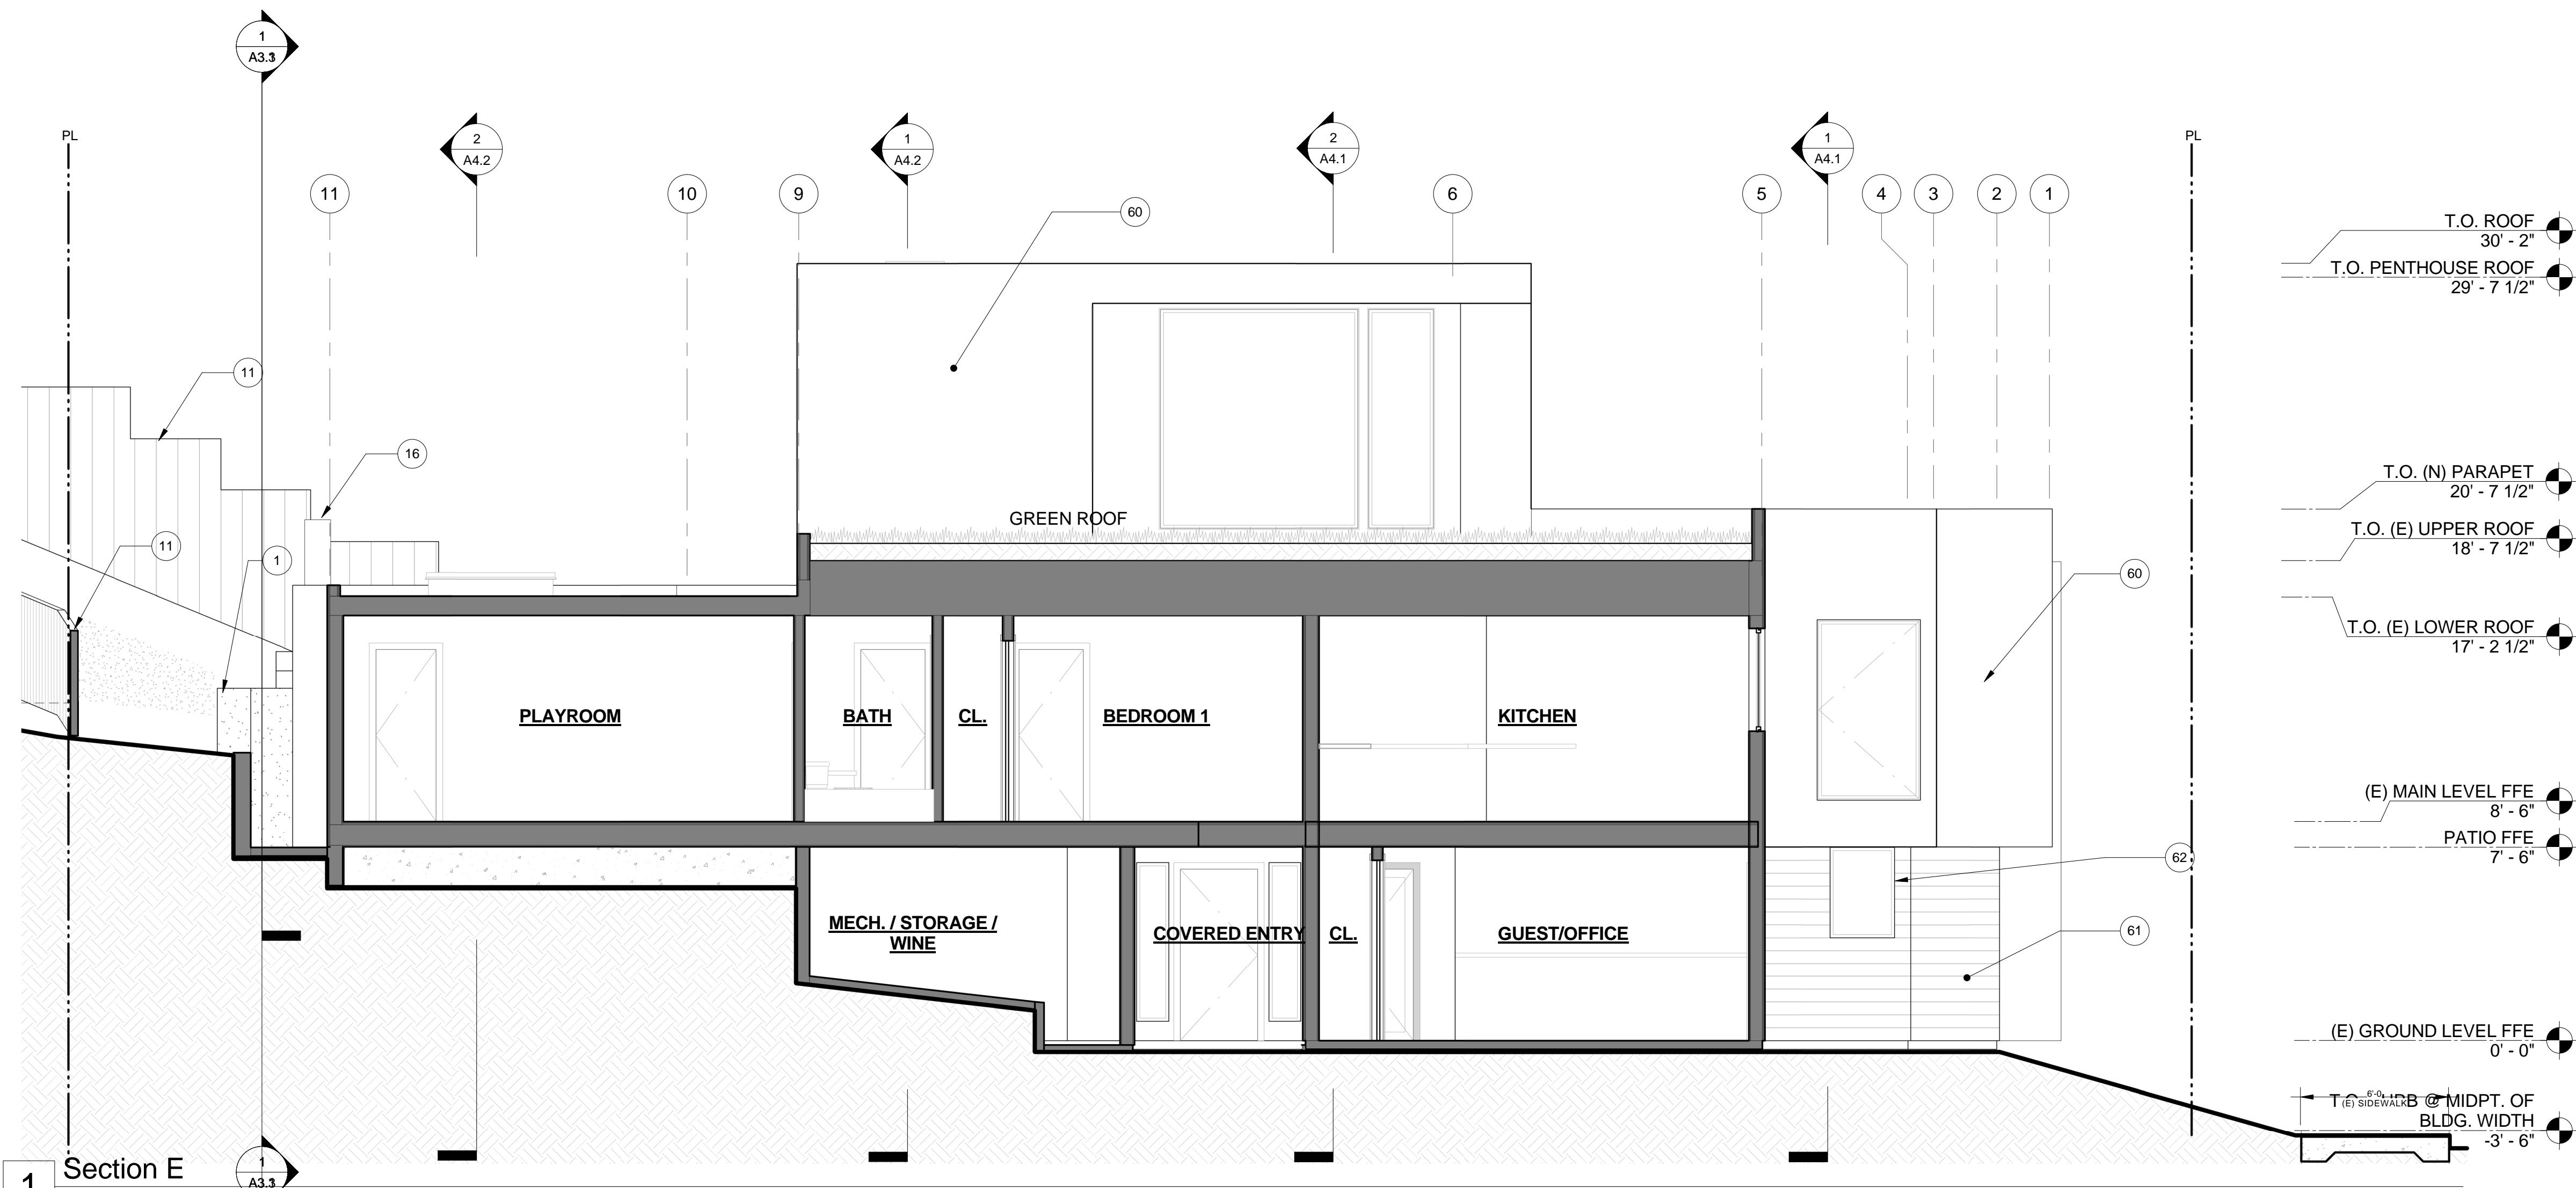 1
A3.3
PL
2
A4.2
1
A4.2
2
A4.1
1
A4.1
PL
11
10
9
6
5
4
3
2
1
60
T.O. ROOF
30' - 2"
T.O. PENTHOUSE ROOF
29' - 7 1/2"
11
16
T.O. (N) PARAPET
20' - 7 1/2"
GREEN ROOF
T.O. (E) UPPER ROOF
18' - 7 1/2"
11
1
60
T.O. (E) LOWER ROOF
17' - 2 1/2"
PLAYROOM
BATH
CL.
BEDROOM 1
KITCHEN
(E) MAIN LEVEL FFE
8' - 6"
PATIO FFE
7' - 6"
62
MECH. / STORAGE /
WINE
COVERED ENTRY
CL.
GUEST/OFFICE
61
(E) GROUND LEVEL FFE
0' - 0"
6'-0
(E) SIDEWALK
@ MIDPT. OF
BLDG. WIDTH
-3' - 6"
1
Section E
1
A3.3